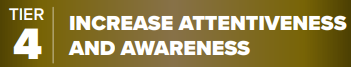 TIER
4
INCREASE ATTENTIVENESS
AND AWARENESS